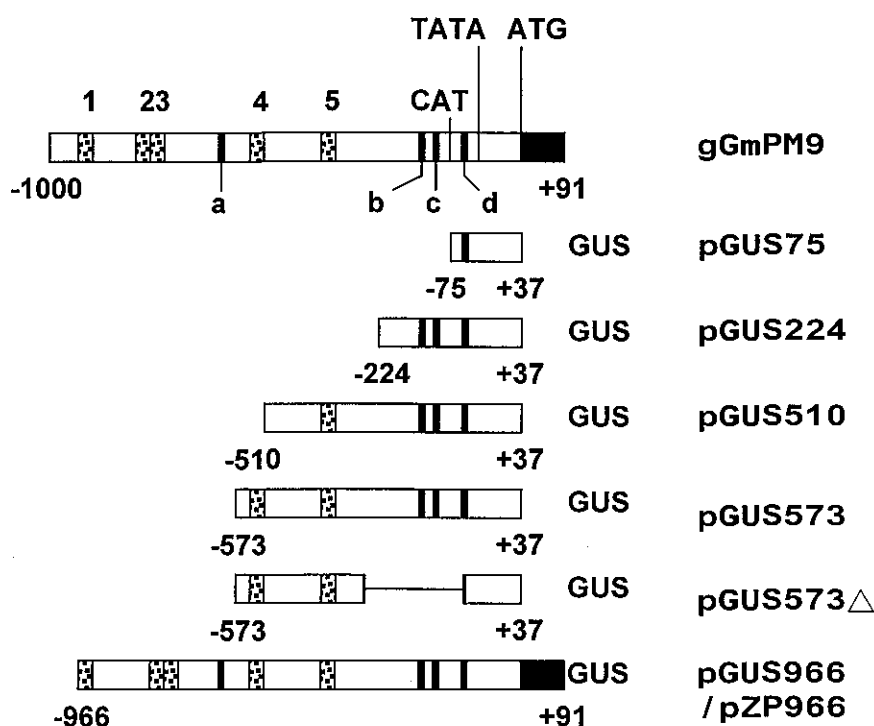 TATA ATG
1 23 4 5 CAT
gGmPM9
-1000 a b c d +91
GUS pGUS75
-75 +37
GUS pGUS224
-224 +37
GUS pGUS510
-510 +37
GUS pGUS573
-573 +37
GUS pGUS573△
-573 +37
GUS pGUS966
/pZP966
-966 +91